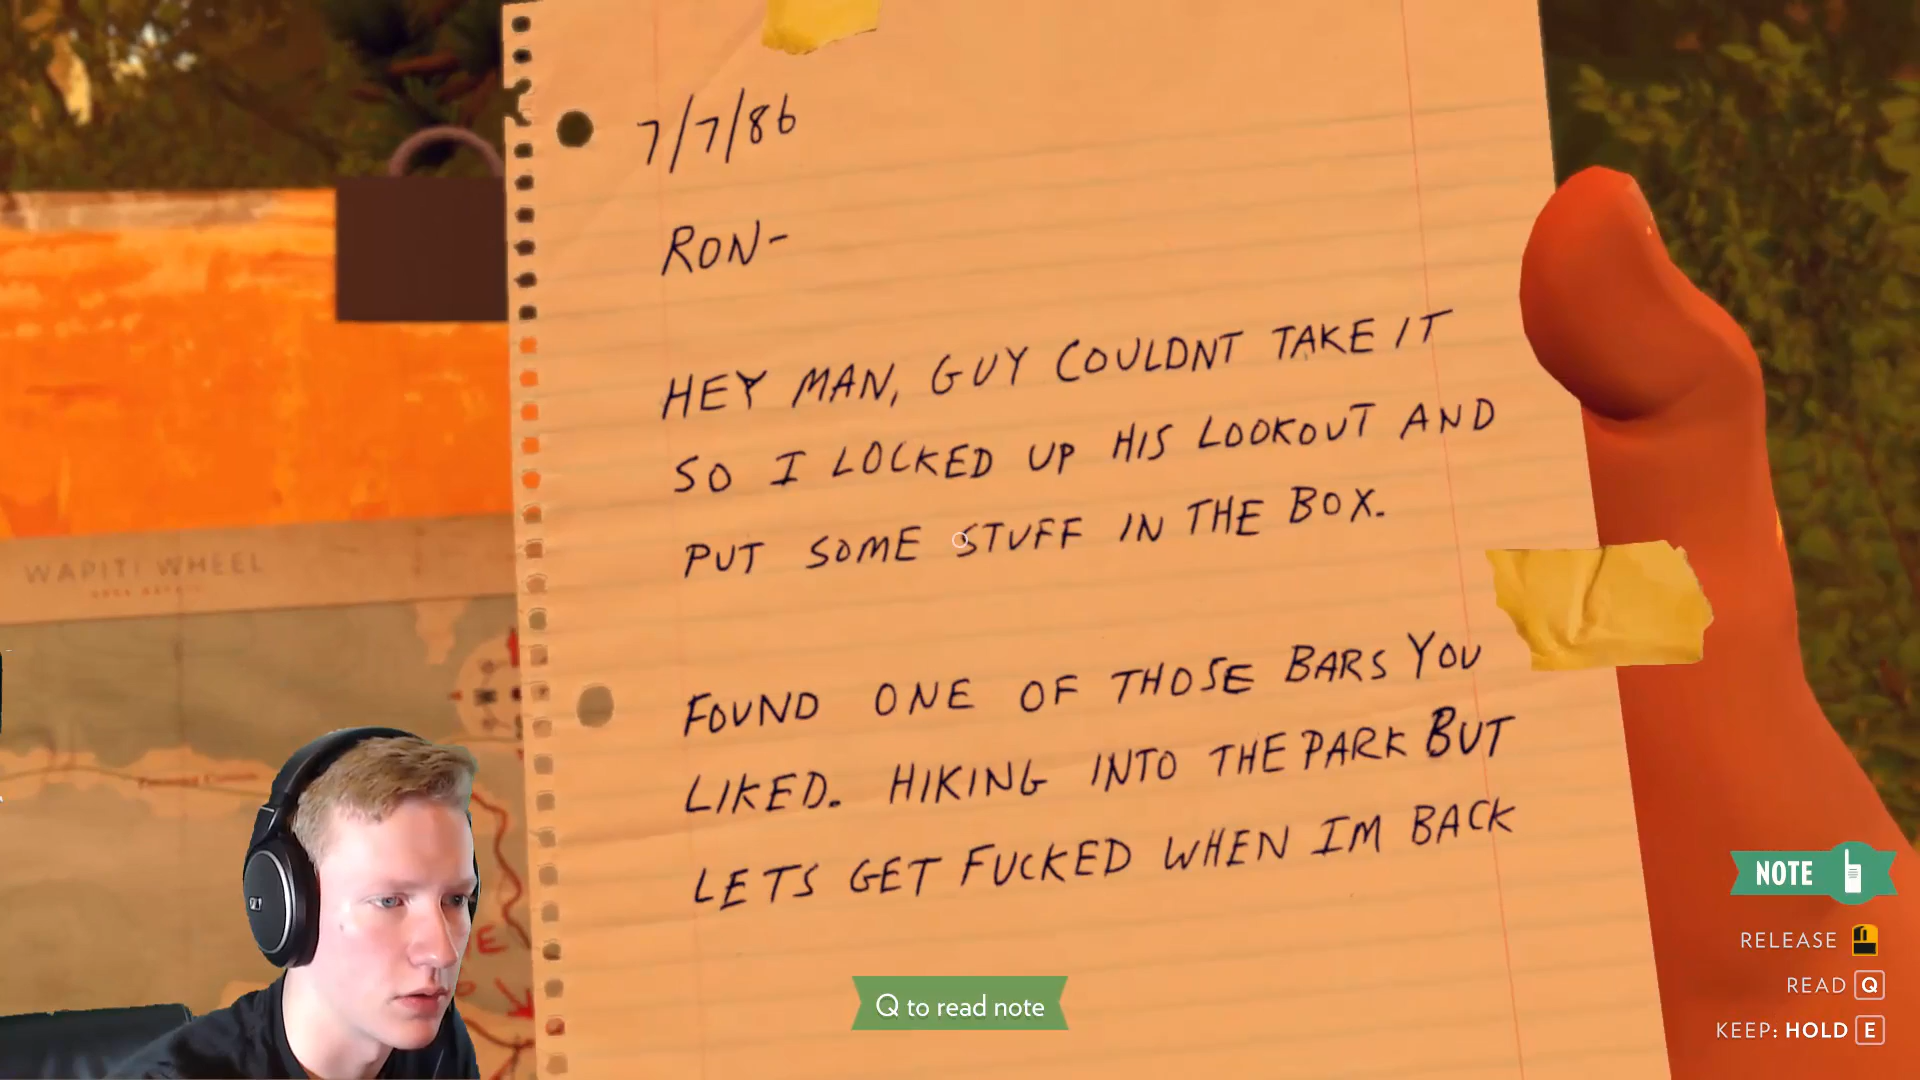 7/7/86
RON-
HEY MAN, GUY COULDNT TAKE IT
SO I LOCKED UP HIS LOOKOUT AND
PUT SOME STUFF IN THE BOX.
FOUND ONE OF THOSE BARS YOU
LIKED. HIKING INTO THE PARK BUT
LETS GET FUCKED WHEN IM BACK
WAPITI WHEEL
E
NOTE
RELEASE
READ Q
KEEP: HOLD E
Q to read note